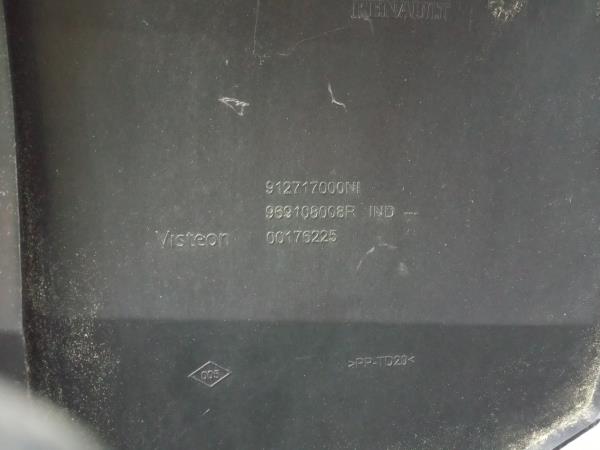 RENAULT
912717000NI
969108008R IND ---
Visteon 00176225
005
>PP-TD20<